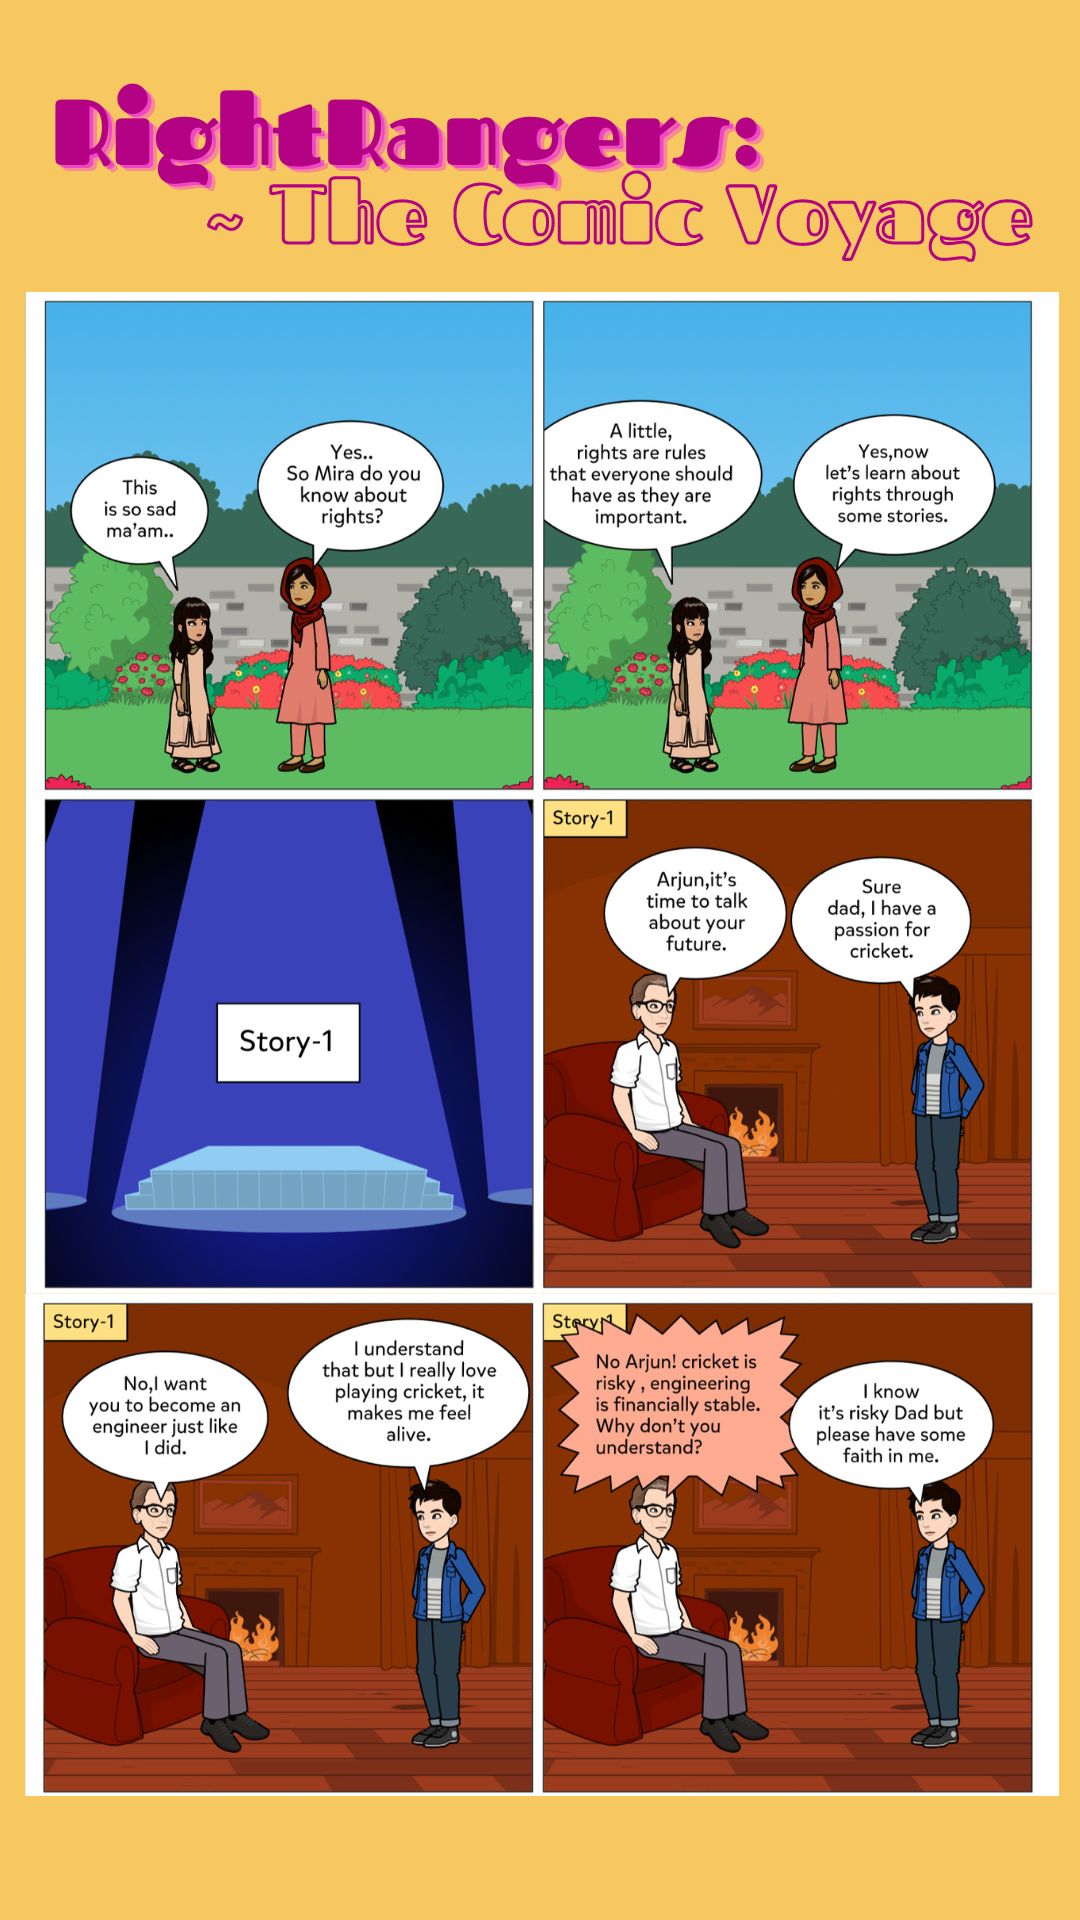 RightRangers:
~ The Comic Voyage
This
is so sad
ma'am..
Yes..
So Mira do you
know about
rights?
A little,
rights are rules
that everyone should
have as they are
important.
Yes,now
let's learn about
rights through
some stories.
Story-1
Story-1
Arjun,it's
time to talk
about your
future.
Sure
dad, I have a
passion for
cricket.
Story-1
No,I want
you to become an
engineer just like
I did.
I understand
that but I really love
playing cricket, it
makes me feel
alive.
Story-1
No Arjun! cricket is
risky , engineering
is financially stable.
Why don't you
understand?
I know
it's risky Dad but
please have some
faith in me.